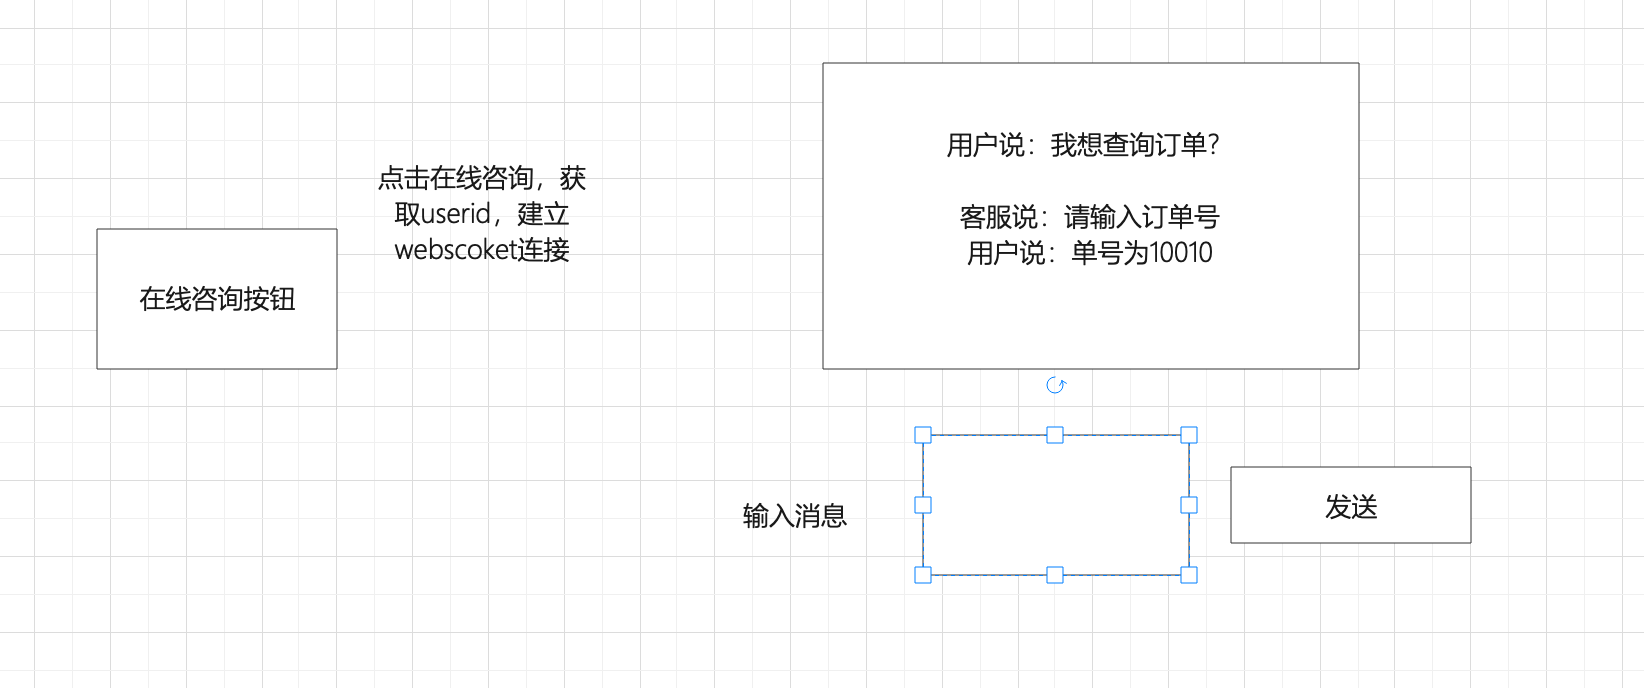 用户说：我想查询订单？
客服说：请输入订单号
用户说：单号为10010
点击在线咨询，获
取userid，建立
webscoket连接
在线咨询按钮
输入消息
发送